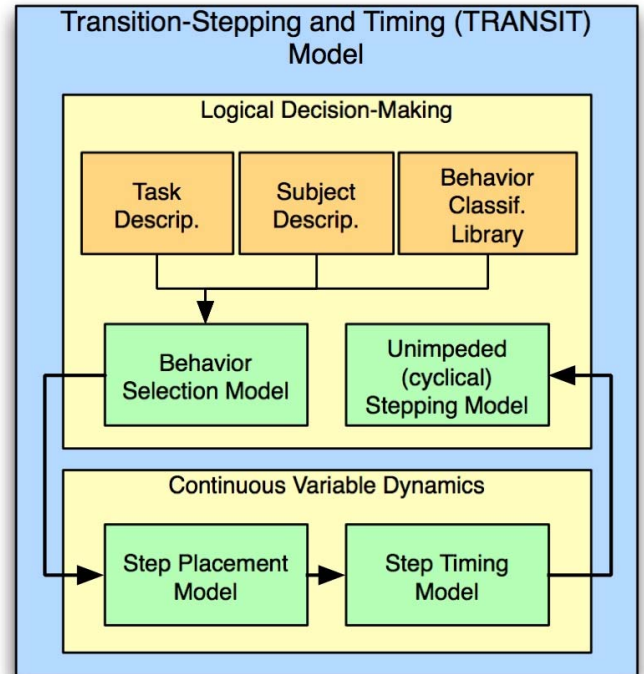 Transition-Stepping and Timing (TRANSIT)
Model
Logical Decision-Making
Task
Descrip.
Subject
Descrip.
Behavior
Classif.
Library
Behavior
Selection Model
Unimpeded
(cyclical)
Stepping Model
Continuous Variable Dynamics
Step Placement
Model
Step Timing
Model